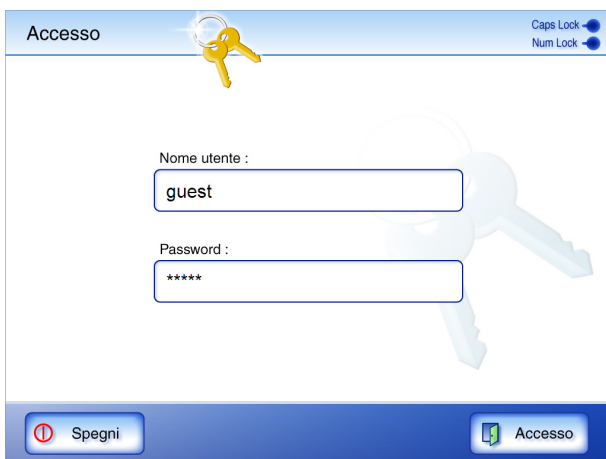 Accesso
Caps Lock
Num Lock
Nome utente :
guest
Password :
*****
Spegni
Accesso